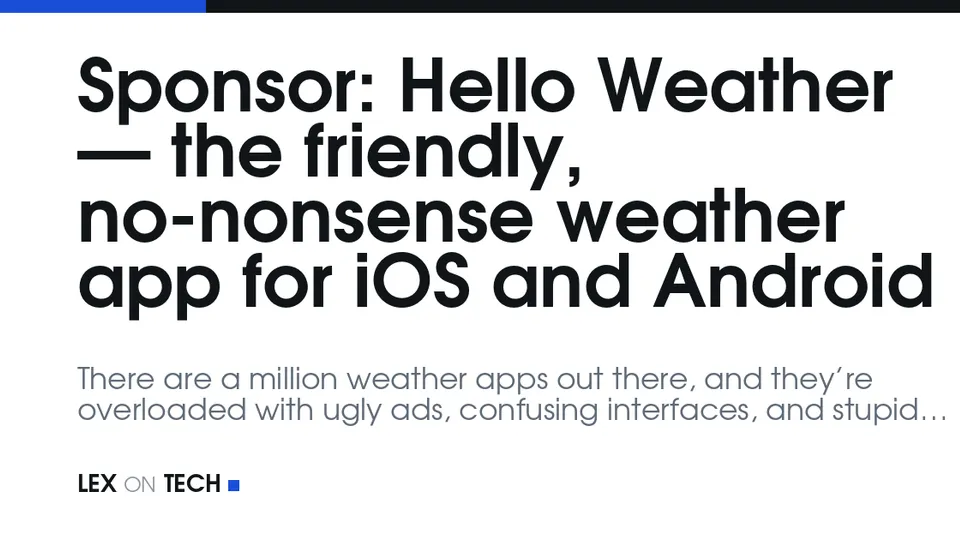 Sponsor: Hello Weather
— the friendly,
no-nonsense weather
app for iOS and Android
There are a million weather apps out there, and they’re
overloaded with ugly ads, confusing interfaces, and stupid…
LEX ON TECH